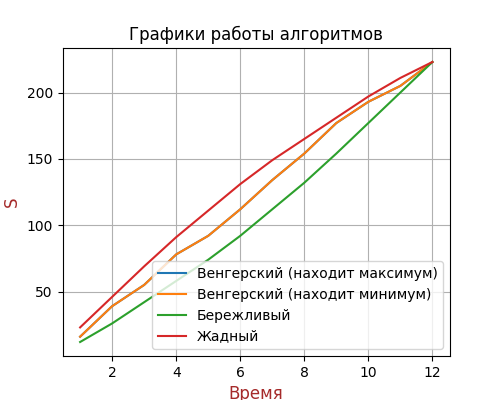 Графики работы алгоритмов
S
200
150
100
50
Венгерский (находит максимум)
Венгерский (находит минимум)
Бережливый
Жадный
2 4 6 8 10 12
Время